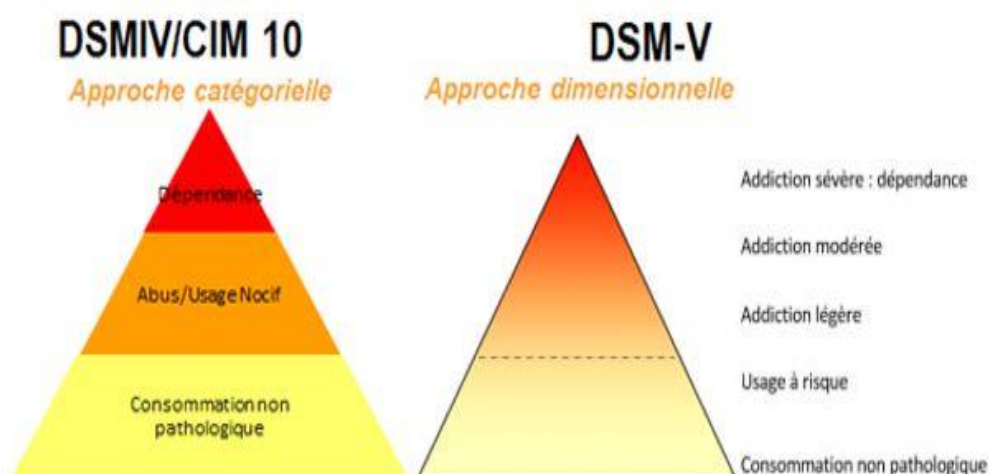 DSMIV/CIM 10
Approche catégorielle
Dépendance
Abus/Usage Nocif
Consommation non
pathologique
DSM-V
Approche dimensionnelle
Addiction sévère : dépendance
Addiction modérée
Addiction légère
Usage à risque
Consommation non pathologique